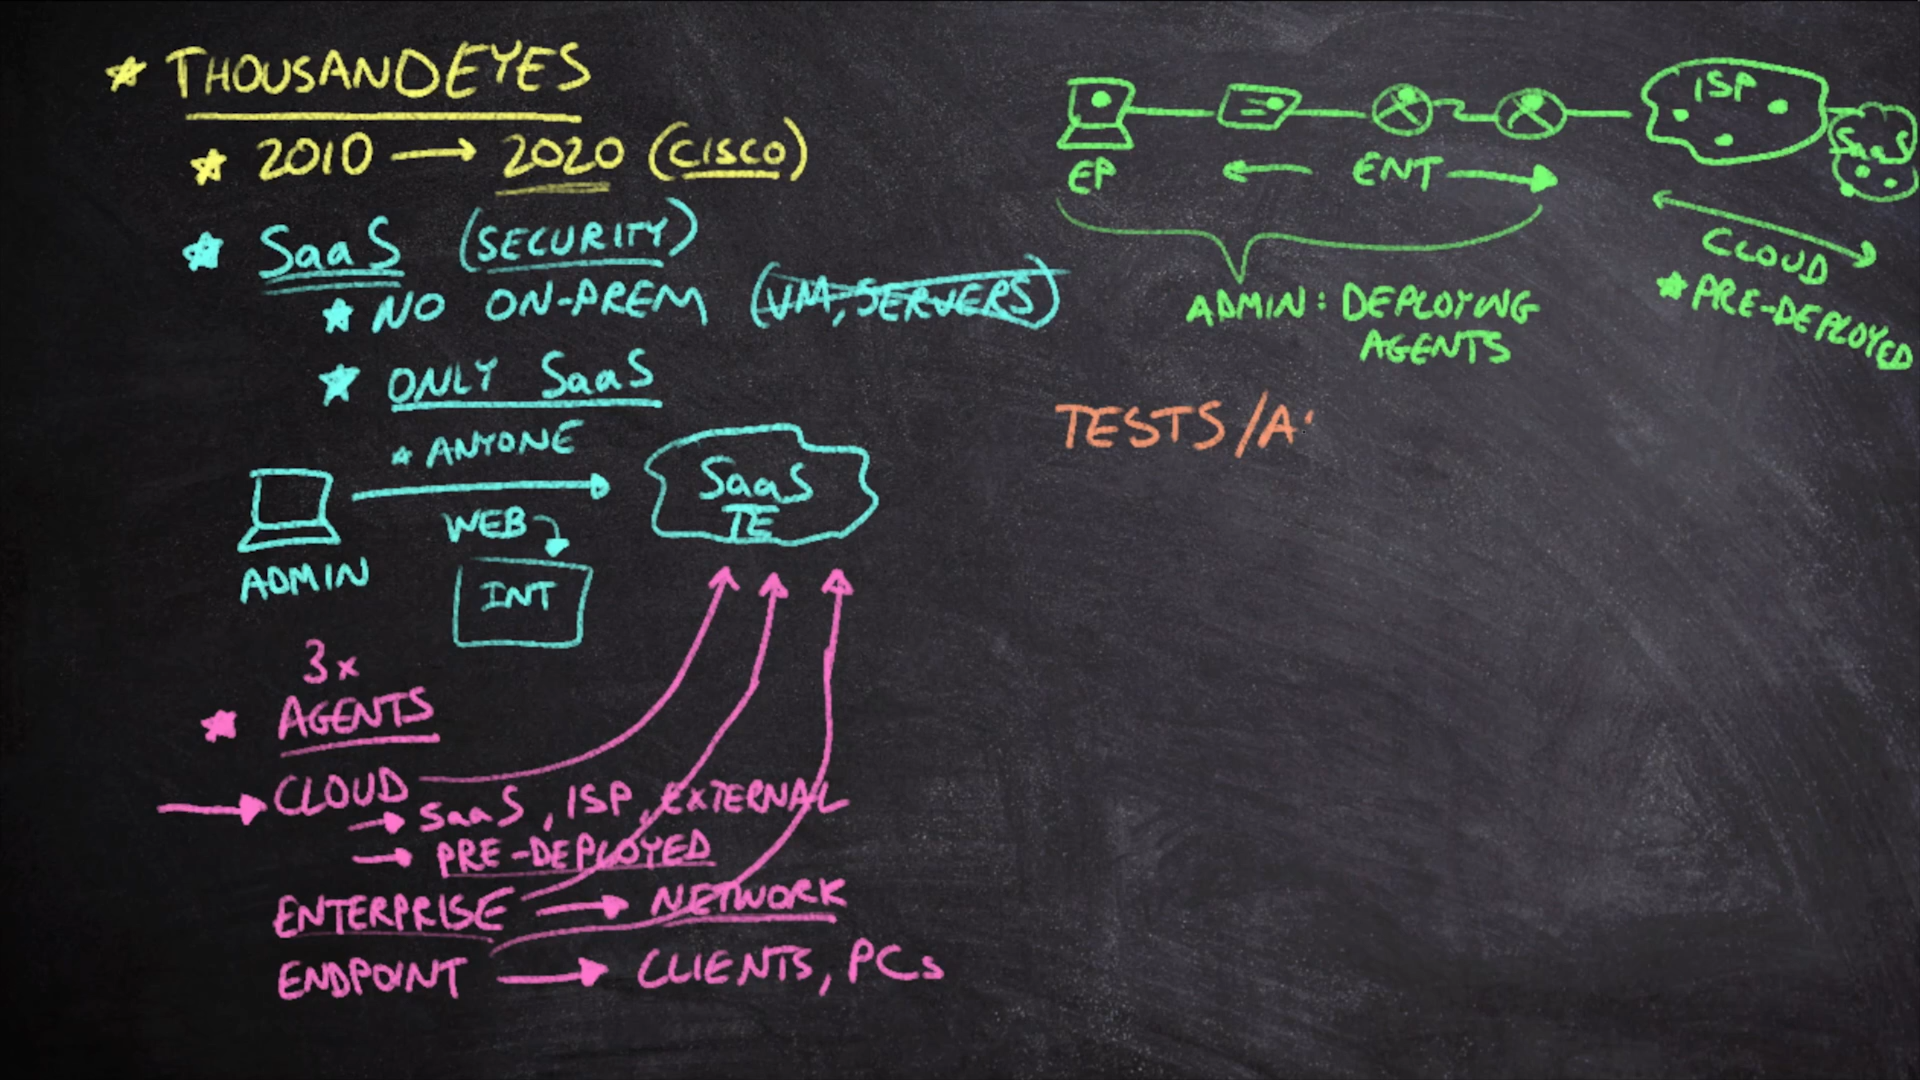 THOUSANDEYES
2010 → 2020 (CISCO)
SaaS (SECURITY)
NO ON-PREM (VM, SERVERS)
ONLY SaaS
ANYONE
SaaS
TE
WEB
INT
ADMIN
3x
AGENTS
CLOUD
SaaS, ISP, EXTERNAL
PRE-DEPLOYED
ENTERPRISE → NETWORK
ENDPOINT → CLIENTS, PCs
ISP
SaaS
EP
ENT
CLOUD
PRE-DEPLOYED
ADMIN: DEPLOYING
AGENTS
TESTS/A